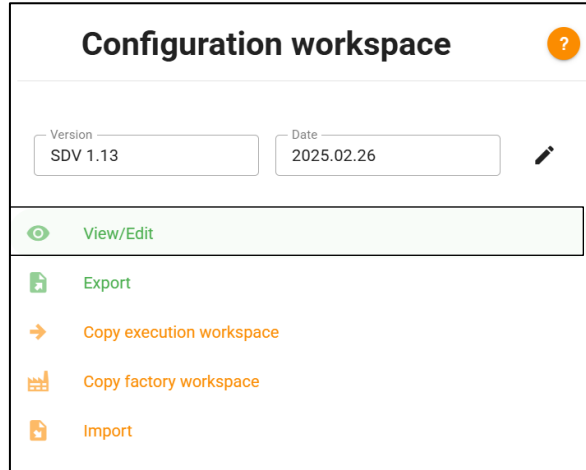 Configuration workspace
?
Version
Date
SDV 1.13
2025.02.26
View/Edit
Export
Copy execution workspace
Copy factory workspace
Import